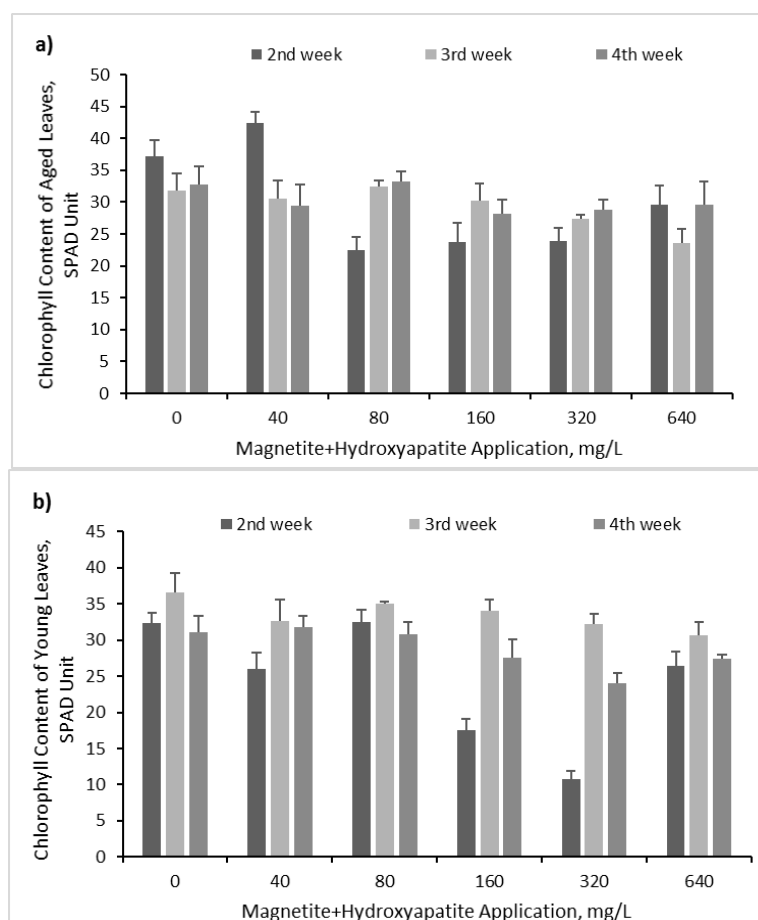 a)
2nd week 3rd week 4th week
50
45
40
35
30
25
20
15
10
5
0
Chlorophyll Content of Aged Leaves,
SPAD Unit
0 40 80 160 320 640
Magnetite+Hydroxyapatite Application, mg/L
b)
2nd week 3rd week 4th week
45
40
35
30
25
20
15
10
5
0
Chlorophyll Content of Young Leaves,
SPAD Unit
0 40 80 160 320 640
Magnetite+Hydroxyapatite Application, mg/L